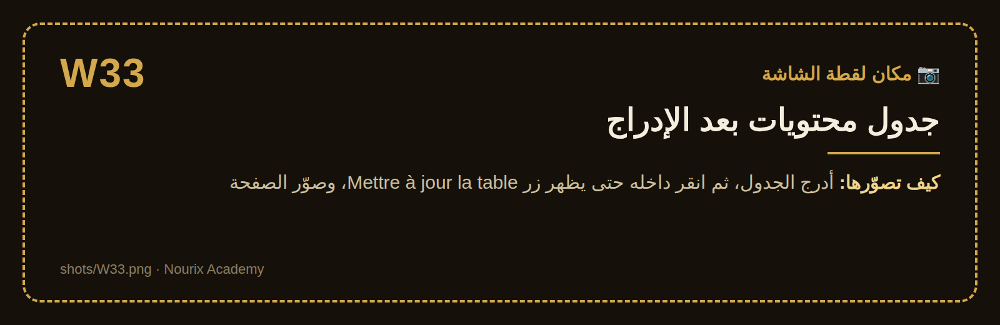 W33
📷 مكان لقطة الشاشة
جدول محتويات بعد الإدراج
كيف تصوّرها: أدرج الجدول، ثم انقر داخله حتى يظهر زر Mettre à jour la table، وصوّر الصفحة
shots/W33.png · Nourix Academy